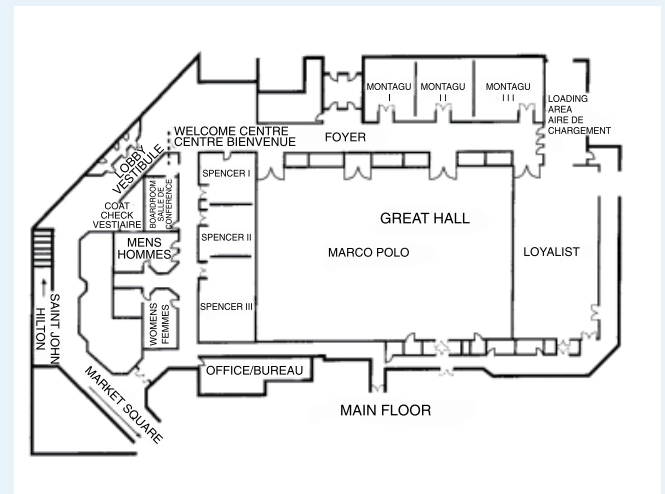 MONTAGU
I
MONTAGU
II
MONTAGU
III
LOADING
AREA
AIRE DE
CHARGEMENT
WELCOME CENTRE
CENTRE BIENVENUE
FOYER
LOBBY
VESTIBULE
SPENCER I
BOARDROOM
SALLE DE
CONFERENCE
COAT
CHECK
VESTIAIRE
GREAT HALL
MENS
HOMMES
SPENCER II
MARCO POLO
LOYALIST
SAINT JOHN
HILTON
WOMENS
FEMMES
SPENCER III
OFFICE/BUREAU
MARKET SQUARE
MAIN FLOOR